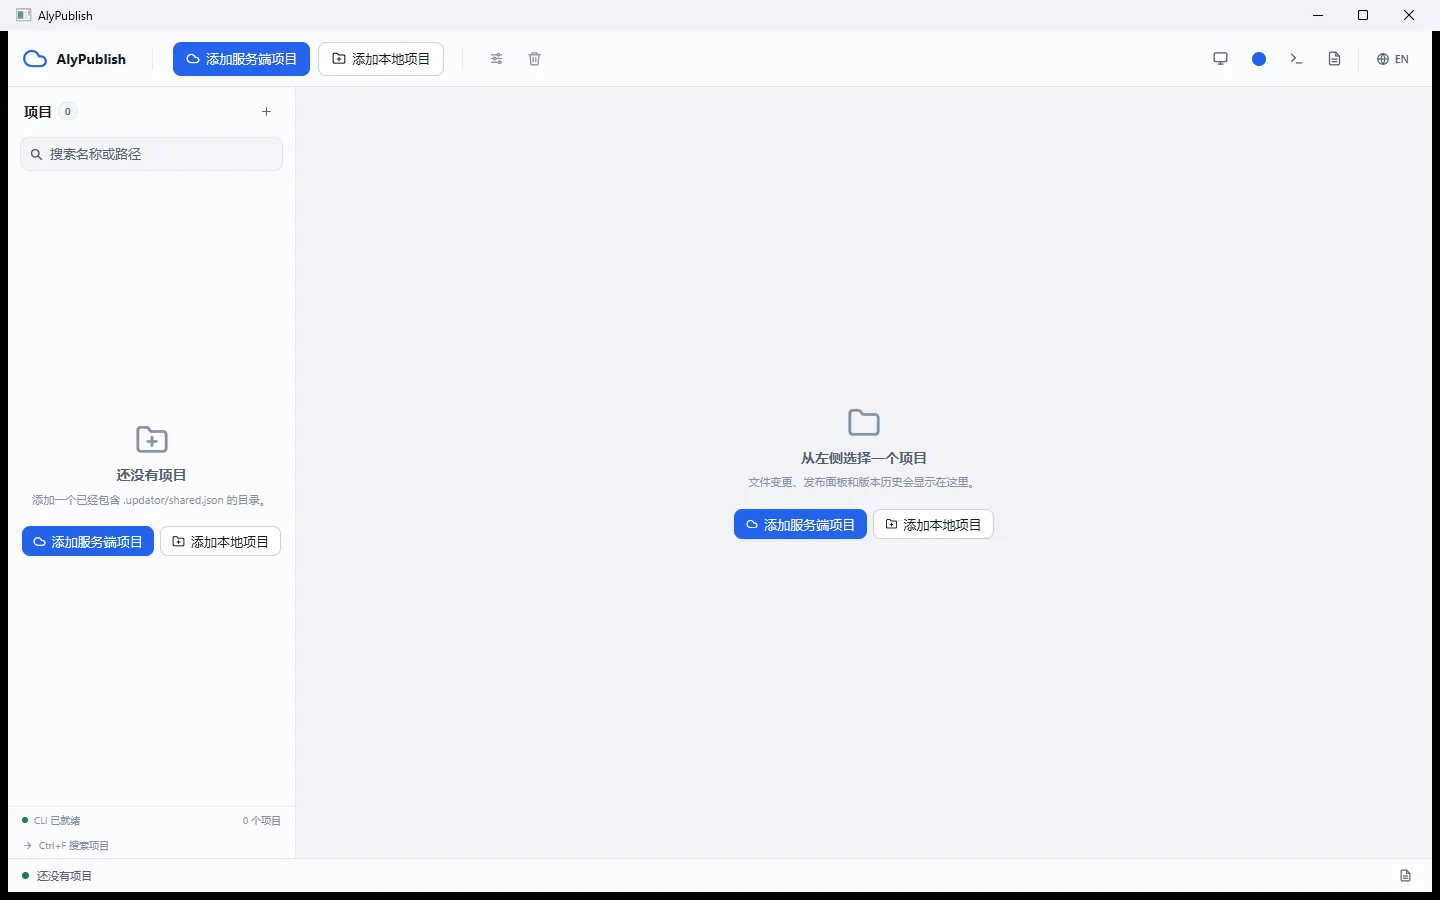 AlyPublish
AlyPublish
添加服务端项目
添加本地项目
EN
项目 0
搜索名称或路径
还没有项目
添加一个已经包含 .updator/shared.json 的目录。
添加服务端项目
添加本地项目
从左侧选择一个项目
文件变更、发布面板和版本历史会显示在这里。
添加服务端项目
添加本地项目
CLI 已就绪
0 个项目
Ctrl+F 搜索项目
还没有项目